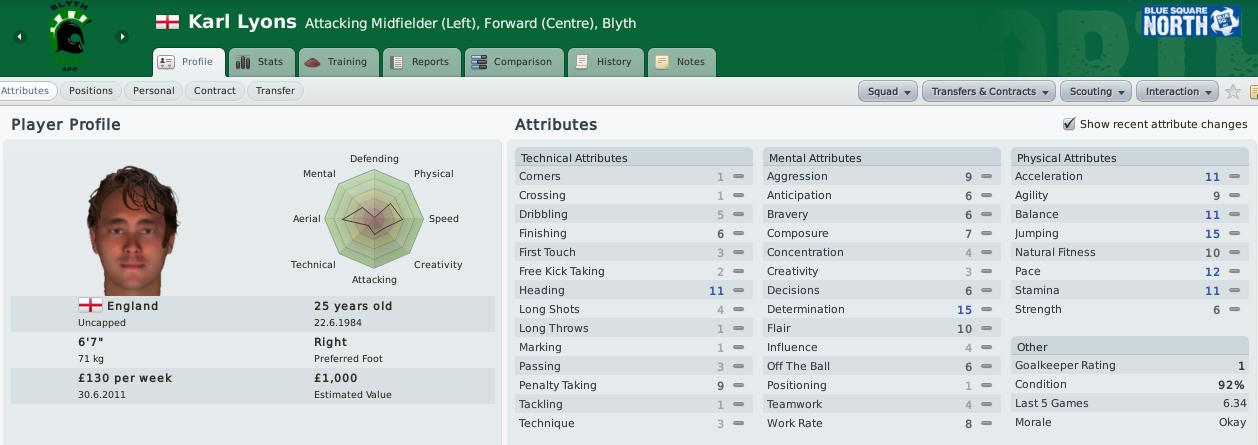 BLYTH
A.F.C.
Karl Lyons Attacking Midfielder (Left), Forward (Centre), Blyth
BLUE SQUARE
NORTH
Profile
Stats
Training
Reports
Comparison
History
Notes
Attributes
Positions
Personal
Contract
Transfer
Squad
Transfers & Contracts
Scouting
Interaction
Player Profile
Defending
Mental
Physical
Aerial
Speed
Technical
Creativity
Attacking
England
25 years old
Uncapped
22.6.1984
6'7"
Right
71 kg
Preferred Foot
£130 per week
£1,000
30.6.2011
Estimated Value
Attributes
Show recent attribute changes
Technical Attributes
Corners 1
Crossing 1
Dribbling 5
Finishing 6
First Touch 3
Free Kick Taking 2
Heading 11
Long Shots 4
Long Throws 1
Marking 1
Passing 3
Penalty Taking 9
Tackling 1
Technique 3
Mental Attributes
Aggression 9
Anticipation 6
Bravery 6
Composure 7
Concentration 4
Creativity 3
Decisions 6
Determination 15
Flair 10
Influence 4
Off The Ball 6
Positioning 1
Teamwork 4
Work Rate 8
Physical Attributes
Acceleration 11
Agility 9
Balance 11
Jumping 15
Natural Fitness 10
Pace 12
Stamina 11
Strength 6
Other
Goalkeeper Rating 1
Condition 92%
Last 5 Games 6.34
Morale Okay